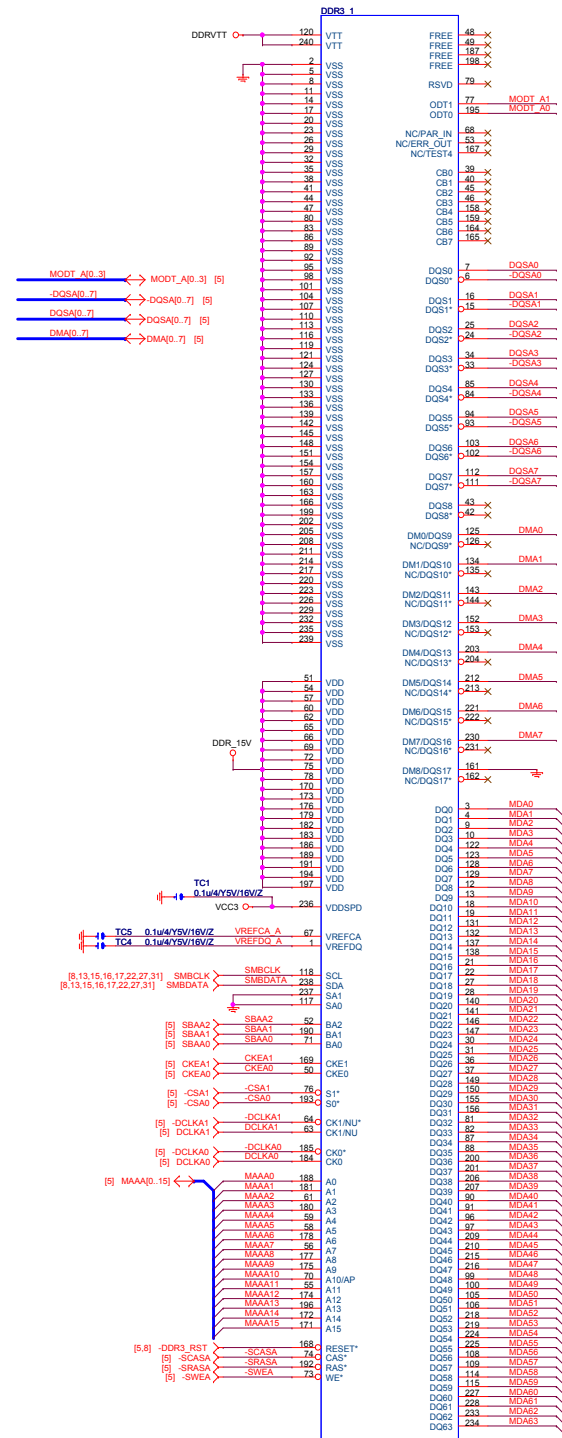 DDR3_1
DDRVTT 120 VTT
240 VTT
2 VSS
5 VSS
8 VSS
11 VSS
14 VSS
17 VSS
20 VSS
23 VSS
26 VSS
29 VSS
32 VSS
35 VSS
38 VSS
41 VSS
44 VSS
47 VSS
80 VSS
83 VSS
86 VSS
89 VSS
92 VSS
95 VSS
98 VSS
101 VSS
104 VSS
107 VSS
110 VSS
113 VSS
116 VSS
119 VSS
121 VSS
124 VSS
127 VSS
130 VSS
133 VSS
136 VSS
139 VSS
142 VSS
145 VSS
148 VSS
151 VSS
154 VSS
157 VSS
160 VSS
163 VSS
166 VSS
199 VSS
202 VSS
205 VSS
208 VSS
211 VSS
214 VSS
217 VSS
220 VSS
223 VSS
226 VSS
229 VSS
232 VSS
235 VSS
239 VSS
MODT_A[0..3] MODT_A[0..3] [5]
-DQSA[0..7] -DQSA[0..7] [5]
DQSA[0..7] DQSA[0..7] [5]
DMA[0..7] DMA[0..7] [5]
51 VDD
54 VDD
57 VDD
60 VDD
62 VDD
65 VDD
66 VDD
69 VDD
DDR_15V
72 VDD
75 VDD
78 VDD
170 VDD
173 VDD
176 VDD
179 VDD
182 VDD
183 VDD
186 VDD
189 VDD
191 VDD
194 VDD
197 VDD
TC1
0.1u/4/Y5V/16V/Z
VCC3 236 VDDSPD
TC5 0.1u/4/Y5V/16V/Z VREFCA_A 67 VREFCA
TC4 0.1u/4/Y5V/16V/Z VREFDQ_A 1 VREFDQ
[8,13,15,16,17,22,27,31] SMBCLK SMBCLK 118 SCL
[8,13,15,16,17,22,27,31] SMBDATA SMBDATA 238 SDA
237 SA1
117 SA0
[5] SBAA2 SBAA2 52 BA2
[5] SBAA1 SBAA1 190 BA1
[5] SBAA0 SBAA0 71 BA0
[5] CKEA1 CKEA1 169 CKE1
[5] CKEA0 CKEA0 50 CKE0
[5] -CSA1 -CSA1 76 S1*
[5] -CSA0 -CSA0 193 S0*
[5] -DCLKA1 -DCLKA1 64 CK1/NU*
[5] DCLKA1 DCLKA1 63 CK1/NU
[5] -DCLKA0 -DCLKA0 185 CK0*
[5] DCLKA0 DCLKA0 184 CK0
[5] MAAA[0..15] MAAA0 188 A0
MAAA1 181 A1
MAAA2 61 A2
MAAA3 180 A3
MAAA4 59 A4
MAAA5 58 A5
MAAA6 178 A6
MAAA7 56 A7
MAAA8 177 A8
MAAA9 175 A9
MAAA10 70 A10/AP
MAAA11 55 A11
MAAA12 174 A12
MAAA13 196 A13
MAAA14 172 A14
MAAA15 171 A15
[5,8] -DDR3_RST 168 RESET*
[5] -SCASA -SCASA 74 CAS*
[5] -SRASA -SRASA 192 RAS*
[5] -SWEA -SWEA 73 WE*
FREE 48
FREE 49
FREE 187
FREE 198
RSVD 79
ODT1 77 MODT_A1
ODT0 195 MODT_A0
NC/PAR_IN 68
NC/ERR_OUT 53
NC/TEST4 167
CB0 39
CB1 40
CB2 45
CB3 46
CB4 158
CB5 159
CB6 164
CB7 165
DQS0 7 DQSA0
DQS0* 6 -DQSA0
DQS1 16 DQSA1
DQS1* 15 -DQSA1
DQS2 25 DQSA2
DQS2* 24 -DQSA2
DQS3 34 DQSA3
DQS3* 33 -DQSA3
DQS4 85 DQSA4
DQS4* 84 -DQSA4
DQS5 94 DQSA5
DQS5* 93 -DQSA5
DQS6 103 DQSA6
DQS6* 102 -DQSA6
DQS7 112 DQSA7
DQS7* 111 -DQSA7
DQS8 43
DQS8* 42
DM0/DQS9 125 DMA0
NC/DQS9* 126
DM1/DQS10 134 DMA1
NC/DQS10* 135
DM2/DQS11 143 DMA2
NC/DQS11* 144
DM3/DQS12 152 DMA3
NC/DQS12* 153
DM4/DQS13 203 DMA4
NC/DQS13* 204
DM5/DQS14 212 DMA5
NC/DQS14* 213
DM6/DQS15 221 DMA6
NC/DQS15* 222
DM7/DQS16 230 DMA7
NC/DQS16* 231
DM8/DQS17 161
NC/DQS17* 162
DQ0 3 MDA0
DQ1 4 MDA1
DQ2 9 MDA2
DQ3 10 MDA3
DQ4 122 MDA4
DQ5 123 MDA5
DQ6 128 MDA6
DQ7 129 MDA7
DQ8 12 MDA8
DQ9 13 MDA9
DQ10 18 MDA10
DQ11 19 MDA11
DQ12 131 MDA12
DQ13 132 MDA13
DQ14 137 MDA14
DQ15 138 MDA15
DQ16 21 MDA16
DQ17 22 MDA17
DQ18 27 MDA18
DQ19 28 MDA19
DQ20 140 MDA20
DQ21 141 MDA21
DQ22 146 MDA22
DQ23 147 MDA23
DQ24 30 MDA24
DQ25 31 MDA25
DQ26 36 MDA26
DQ27 37 MDA27
DQ28 149 MDA28
DQ29 150 MDA29
DQ30 155 MDA30
DQ31 156 MDA31
DQ32 81 MDA32
DQ33 82 MDA33
DQ34 87 MDA34
DQ35 88 MDA35
DQ36 200 MDA36
DQ37 201 MDA37
DQ38 206 MDA38
DQ39 207 MDA39
DQ40 90 MDA40
DQ41 91 MDA41
DQ42 96 MDA42
DQ43 97 MDA43
DQ44 209 MDA44
DQ45 210 MDA45
DQ46 215 MDA46
DQ47 216 MDA47
DQ48 99 MDA48
DQ49 100 MDA49
DQ50 105 MDA50
DQ51 106 MDA51
DQ52 218 MDA52
DQ53 219 MDA53
DQ54 224 MDA54
DQ55 225 MDA55
DQ56 108 MDA56
DQ57 109 MDA57
DQ58 114 MDA58
DQ59 115 MDA59
DQ60 227 MDA60
DQ61 228 MDA61
DQ62 233 MDA62
DQ63 234 MDA63